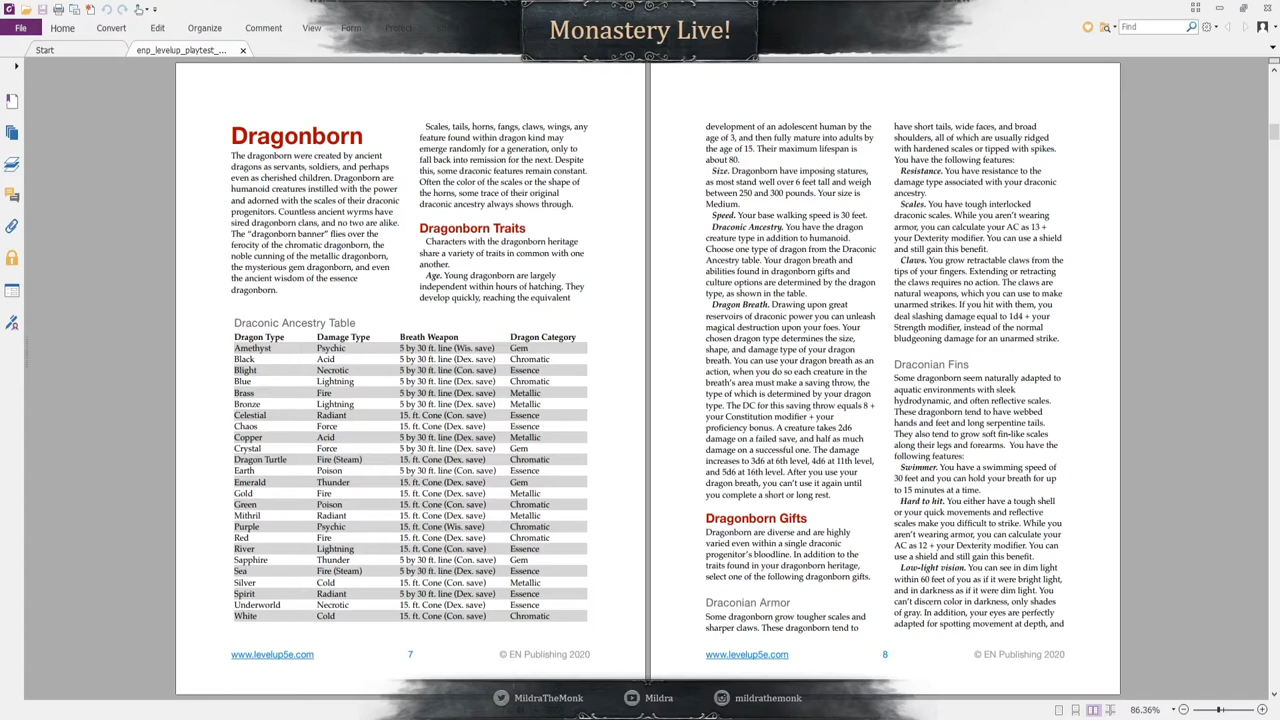 Monastery Live!
File
Home
Convert
Edit
Organize
Comment
View
Form
Find
Start
enp_levelup_playtest_...
Dragonborn
The dragonborn were created by ancient
dragons as servants, soldiers, and perhaps
even as cherished children. Dragonborn are
humanoid creatures instilled with the power
and adorned with the scales of their draconic
progenitors. Countless ancient wyrms have
sired dragonborn clans, and no two are alike.
The “dragonborn banner” flies over the
ferocity of the chromatic dragonborn, the
noble cunning of the metallic dragonborn,
the mysterious gem dragonborn, and even
the ancient wisdom of the essence
dragonborn.
Scales, tails, horns, fangs, claws, wings, any
feature found within dragon kind may
emerge randomly for a generation, only to
fall back into remission for the next. Despite
this, some draconic features remain constant.
Often the color of the scales or the shape of
the horns, some trace of their original
draconic ancestry always shows through.
Dragonborn Traits
Characters with the dragonborn heritage
share a variety of traits in common with one
another.
Age. Young dragonborn are largely
independent within hours of hatching. They
develop quickly, reaching the equivalent
Draconic Ancestry Table
Dragon Type Damage Type Breath Weapon Dragon Category
Amethyst Psychic 5 by 30 ft. line (Wis. save) Gem
Black Acid 5 by 30 ft. line (Dex. save) Chromatic
Blight Necrotic 5 by 30 ft. line (Con. save) Essence
Blue Lightning 5 by 30 ft. line (Dex. save) Chromatic
Brass Fire 5 by 30 ft. line (Dex. save) Metallic
Bronze Lightning 5 by 30 ft. line (Dex. save) Metallic
Celestial Radiant 15. ft. Cone (Con. save) Essence
Chaos Force 15. ft. Cone (Dex. save) Essence
Copper Acid 5 by 30 ft. line (Dex. save) Metallic
Crystal Force 5 by 30 ft. line (Dex. save) Gem
Dragon Turtle Fire (Steam) 15. ft. Cone (Dex. save) Chromatic
Earth Poison 5 by 30 ft. line (Con. save) Essence
Emerald Thunder 15. ft. Cone (Dex. save) Gem
Gold Fire 15. ft. Cone (Dex. save) Metallic
Green Poison 15. ft. Cone (Con. save) Chromatic
Mithril Radiant 15. ft. Cone (Dex. save) Metallic
Purple Psychic 15. ft. Cone (Wis. save) Chromatic
Red Fire 15. ft. Cone (Dex. save) Chromatic
River Lightning 15. ft. Cone (Con. save) Essence
Sapphire Thunder 5 by 30 ft. line (Con. save) Gem
Sea Fire (Steam) 5 by 30 ft. line (Dex. save) Essence
Silver Cold 15. ft. Cone (Con. save) Metallic
Spirit Radiant 5 by 30 ft. line (Dex. save) Essence
Underworld Necrotic 15. ft. Cone (Dex. save) Essence
White Cold 15. ft. Cone (Con. save) Chromatic
www.levelup5e.com 7 © EN Publishing 2020
development of an adolescent human by the
age of 3, and then fully mature into adults by
the age of 15. Their maximum lifespan is
about 80.
Size. Dragonborn have imposing statures,
as most stand well over 6 feet tall and weigh
between 250 and 300 pounds. Your size is
Medium.
Speed. Your base walking speed is 30 feet.
Draconic Ancestry. You have the dragon
creature type in addition to humanoid.
Choose one type of dragon from the Draconic
Ancestry table. Your dragon breath and
abilities found in dragonborn gifts and
culture options are determined by the dragon
type, as shown in the table.
Dragon Breath. Drawing upon great
reservoirs of draconic power you can unleash
magical destruction upon your foes. Your
chosen dragon type determines the size,
shape, and damage type of your dragon
breath. You can use your dragon breath as an
action, when you do so each creature in the
breath's area must make a saving throw, the
type of which is determined by your dragon
type. The DC for this saving throw equals 8 +
your Constitution modifier + your
proficiency bonus. A creature takes 2d6
damage on a failed save, and half as much
damage on a successful one. The damage
increases to 3d6 at 6th level, 4d6 at 11th level,
and 5d6 at 16th level. After you use your
dragon breath, you can't use it again until
you complete a short or long rest.
Dragonborn Gifts
Dragonborn are diverse and are highly
varied even within a single draconic
progenitor's bloodline. In addition to the
traits found in your dragonborn heritage,
select one of the following dragonborn gifts.
Draconian Armor
Some dragonborn grow tougher scales and
sharper claws. These dragonborn tend to
have short tails, wide faces, and broad
shoulders, all of which are usually ridged
with hardened scales or tipped with spikes.
You have the following features:
Resistance. You have resistance to the
damage type associated with your draconic
ancestry.
Scales. You have tough interlocked
draconic scales. While you aren't wearing
armor, you can calculate your AC as 13 +
your Dexterity modifier. You can use a shield
and still gain this benefit.
Claws. You grow retractable claws from the
tips of your fingers. Extending or retracting
the claws requires no action. The claws are
natural weapons, which you can use to make
unarmed strikes. If you hit with them, you
deal slashing damage equal to 1d4 + your
Strength modifier, instead of the normal
bludgeoning damage for an unarmed strike.
Draconian Fins
Some dragonborn seem naturally adapted to
aquatic environments with sleek
hydrodynamic, and often reflective scales.
These dragonborn tend to have webbed
hands and feet and long serpentine tails.
They also tend to grow soft fin-like scales
along their legs and forearms. You have the
following features:
Swimmer. You have a swimming speed of
30 feet and you can hold your breath for up
to 15 minutes at a time.
Hard to hit. You either have a tough shell
or your quick movements and reflective
scales make you difficult to strike. While you
aren't wearing armor, you can calculate your
AC as 12 + your Dexterity modifier. You can
use a shield and still gain this benefit.
Low-light vision. You can see in dim light
within 60 feet of you as if it were bright light,
and in darkness as if it were dim light. You
can't discern color in darkness, only shades
of gray. In addition, your eyes are perfectly
adapted for spotting movement at depth, and
www.levelup5e.com 8 © EN Publishing 2020
MildraTheMonk
Mildra
mildrathemonk
86.36%